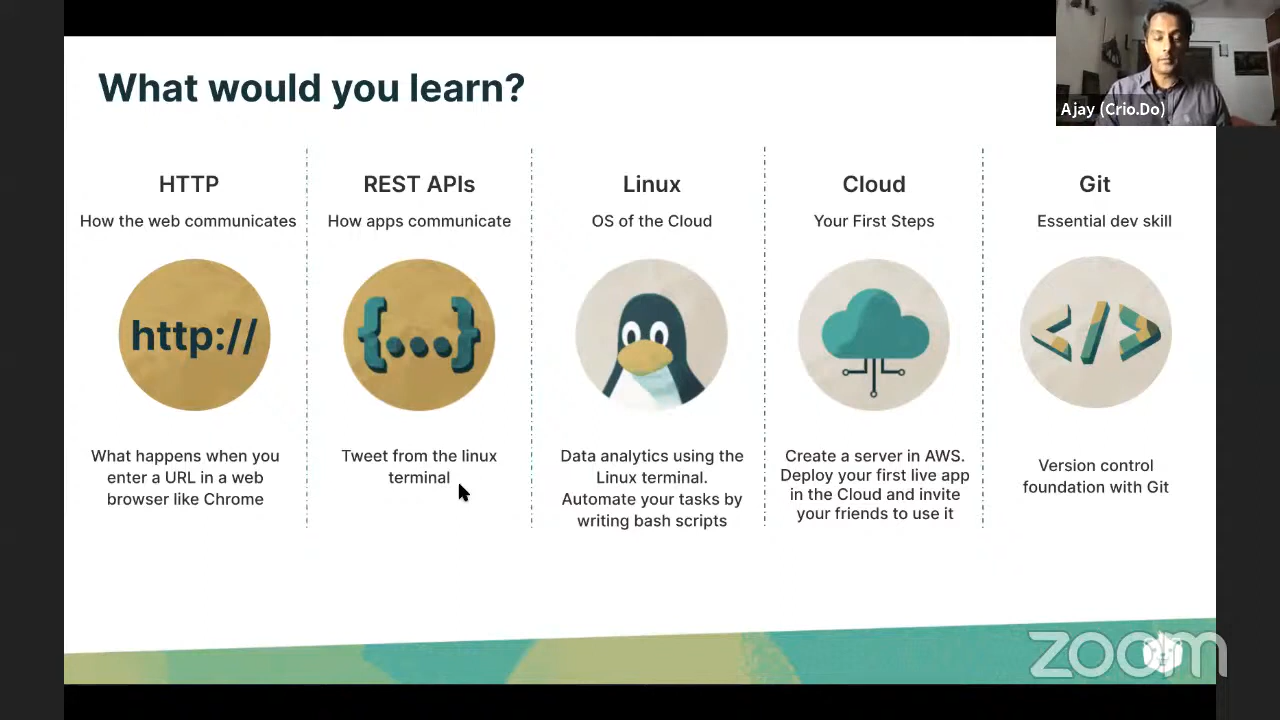 What would you learn?
Ajay (Crio.Do)
HTTP
How the web communicates
http://
What happens when you
enter a URL in a web
browser like Chrome
REST APIs
How apps communicate
{...}
Tweet from the linux
terminal
Linux
OS of the Cloud
Data analytics using the
Linux terminal.
Automate your tasks by
writing bash scripts
Cloud
Your First Steps
Create a server in AWS.
Deploy your first live app
in the Cloud and invite
your friends to use it
Git
Essential dev skill
</>
Version control
foundation with Git
zoom